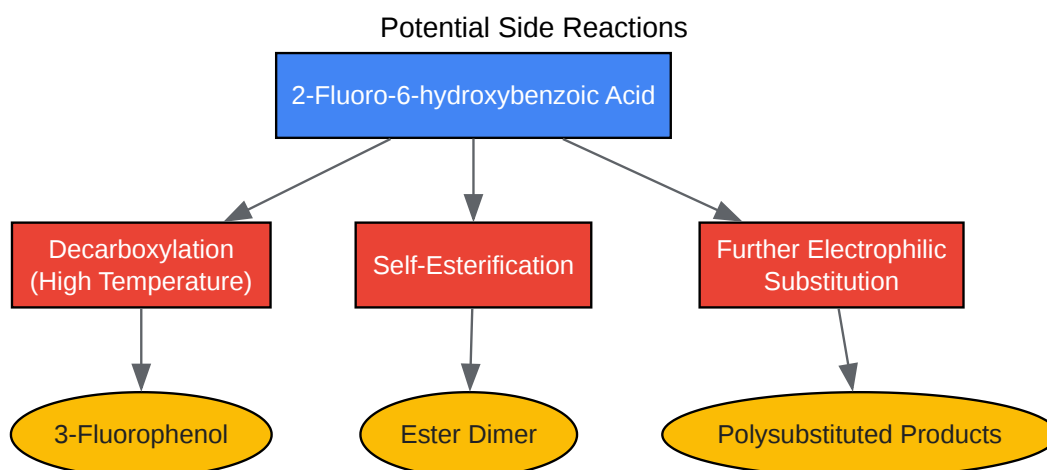 Potential Side Reactions
2-Fluoro-6-hydroxybenzoic Acid
Decarboxylation
(High Temperature)
Self-Esterification
Further Electrophilic
Substitution
3-Fluorophenol
Ester Dimer
Polysubstituted Products